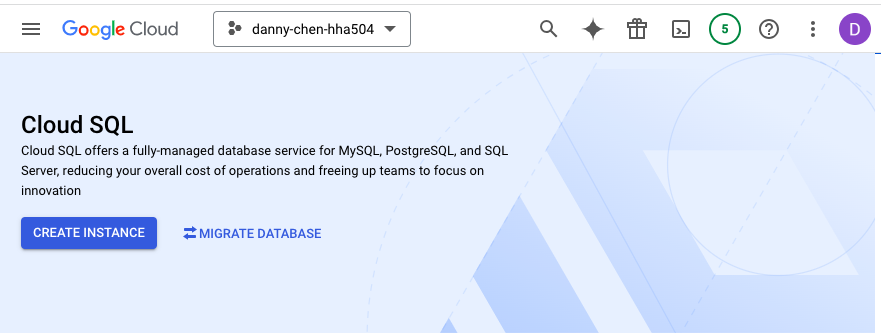 Google Cloud
danny-chen-hha504
5
D
Cloud SQL
Cloud SQL offers a fully-managed database service for MySQL, PostgreSQL, and SQL
Server, reducing your overall cost of operations and freeing up teams to focus on
innovation
CREATE INSTANCE
MIGRATE DATABASE